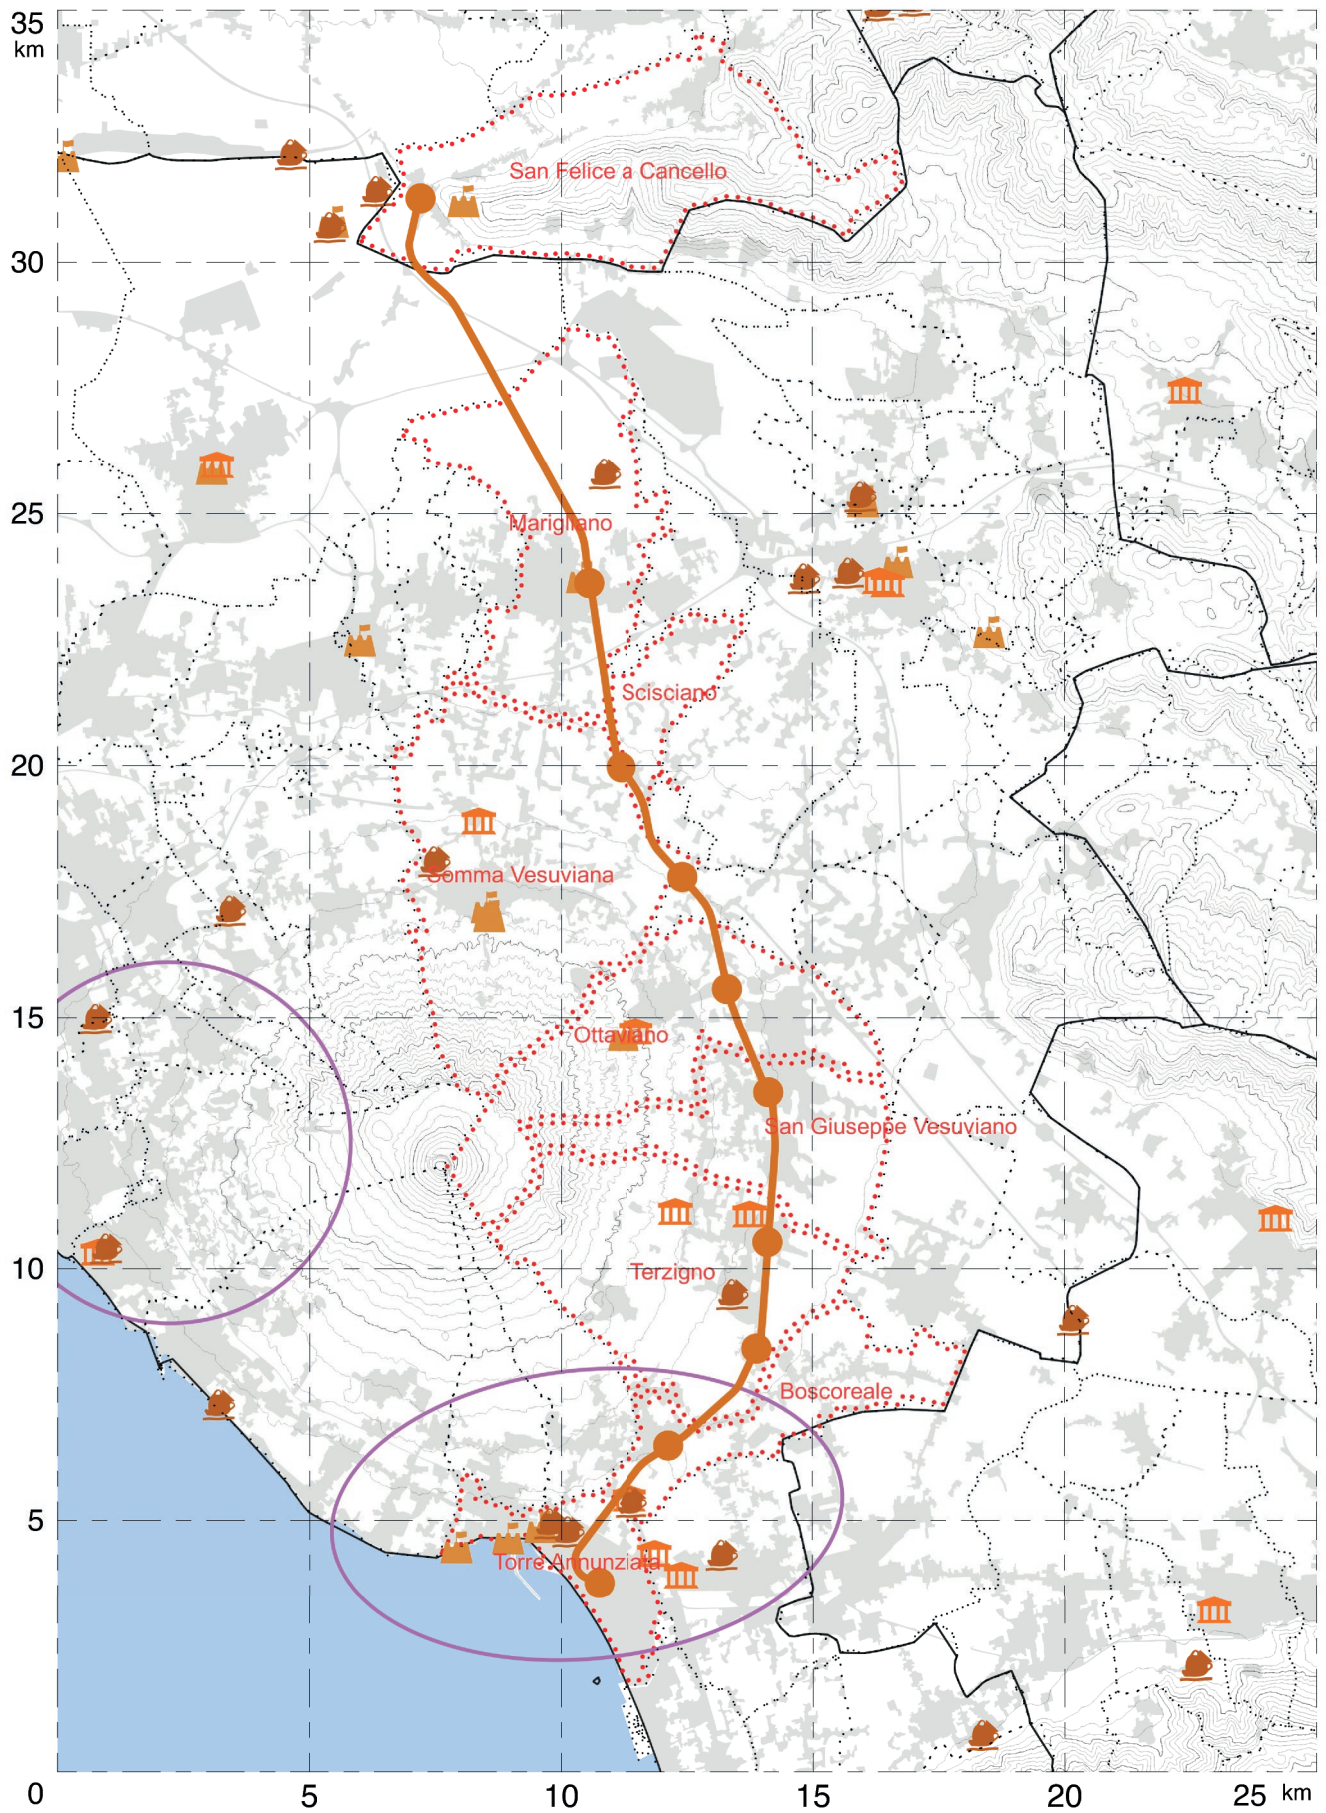 35
km
San Felice a Cancello
30
25
Marigliano
Scisciano
20
Somma Vesuviana
15
Ottaviano
San Giuseppe Vesuviano
10
Terzigno
Boscoreale
5
Torre Annunziata
0
5
10
15
20
25 km